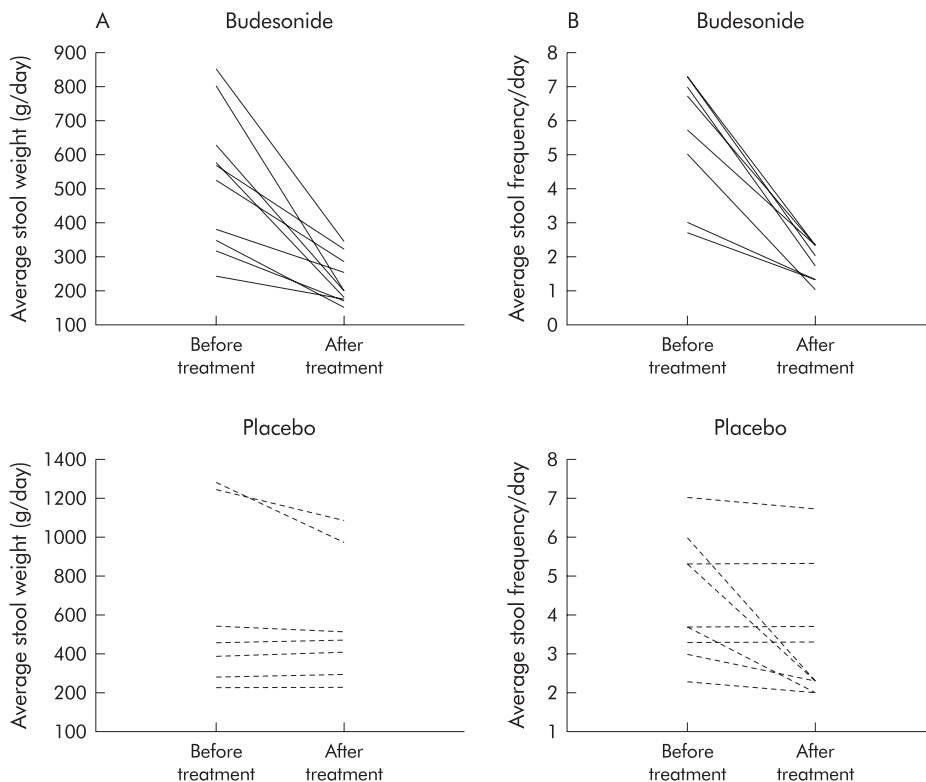 A
Budesonide
Average stool weight (g/day)
900
800
700
600
500
400
300
200
100
Before
treatment
After
treatment
B
Budesonide
Average stool frequency/day
8
7
6
5
4
3
2
1
0
Before
treatment
After
treatment
Placebo
Average stool weight (g/day)
1400
1200
1000
800
600
400
200
100
Before
treatment
After
treatment
Placebo
Average stool frequency/day
8
7
6
5
4
3
2
1
Before
treatment
After
treatment